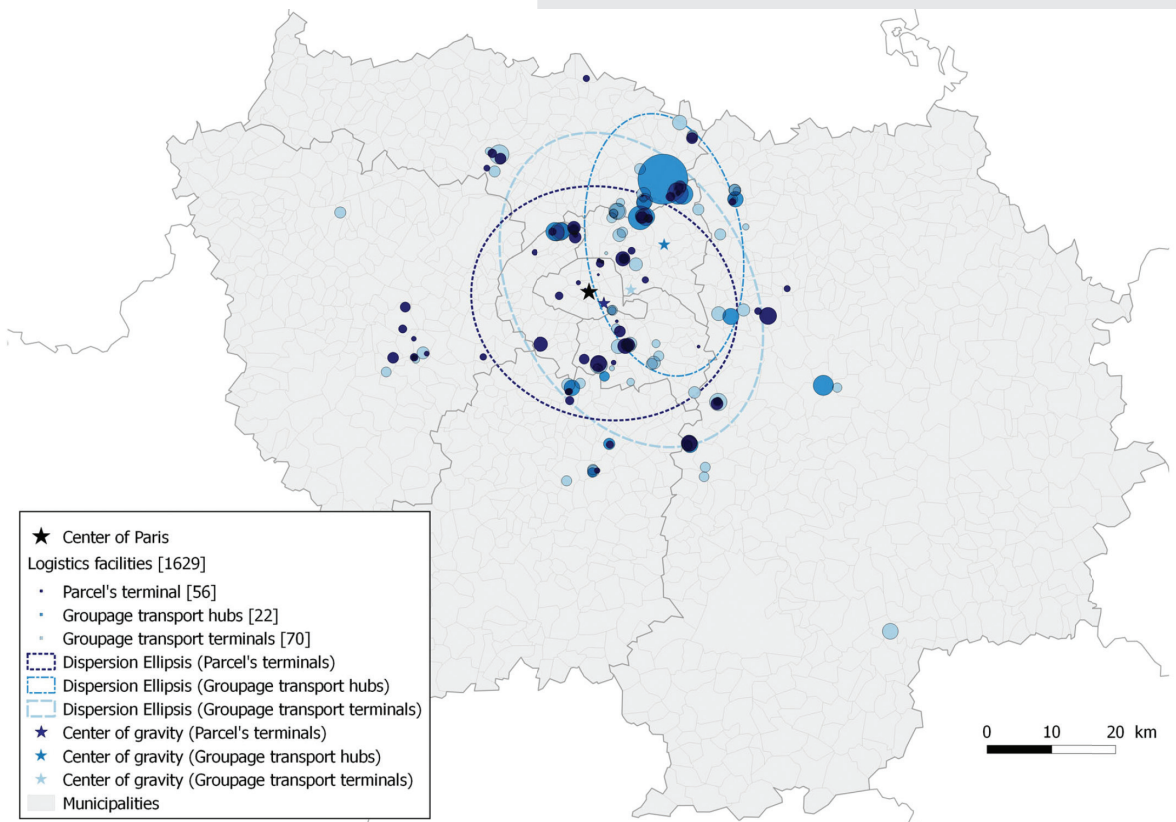 Center of Paris
Logistics facilities [1629]
Parcel's terminal [56]
Groupage transport hubs [22]
Groupage transport terminals [70]
Dispersion Ellipsis (Parcel's terminals)
Dispersion Ellipsis (Groupage transport hubs)
Dispersion Ellipsis (Groupage transport terminals)
Center of gravity (Parcel's terminals)
Center of gravity (Groupage transport hubs)
Center of gravity (Groupage transport terminals)
Municipalities
0 10 20 km